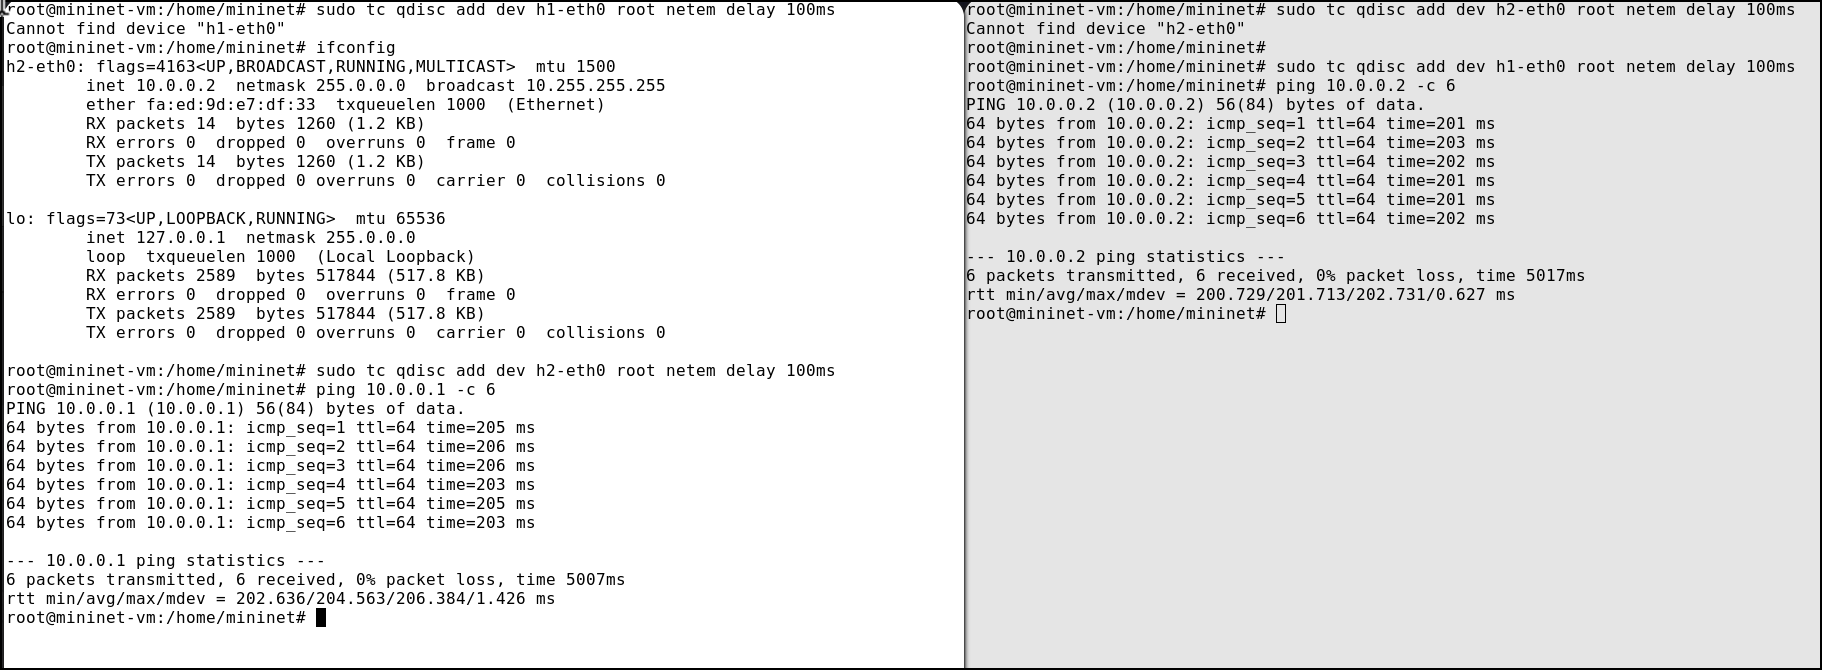 root@mininet-vm:/home/mininet# sudo tc qdisc add dev h1-eth0 root netem delay 100ms
Cannot find device "h1-eth0"
root@mininet-vm:/home/mininet# ifconfig
h2-eth0: flags=4163<UP,BROADCAST,RUNNING,MULTICAST>  mtu 1500
        inet 10.0.0.2  netmask 255.0.0.0  broadcast 10.255.255.255
        ether fa:ed:9d:e7:df:33  txqueuelen 1000  (Ethernet)
        RX packets 14  bytes 1260 (1.2 KB)
        RX errors 0  dropped 0  overruns 0  frame 0
        TX packets 14  bytes 1260 (1.2 KB)
        TX errors 0  dropped 0 overruns 0  carrier 0  collisions 0

lo: flags=73<UP,LOOPBACK,RUNNING>  mtu 65536
        inet 127.0.0.1  netmask 255.0.0.0
        loop  txqueuelen 1000  (Local Loopback)
        RX packets 2589  bytes 517844 (517.8 KB)
        RX errors 0  dropped 0  overruns 0  frame 0
        TX packets 2589  bytes 517844 (517.8 KB)
        TX errors 0  dropped 0 overruns 0  carrier 0  collisions 0

root@mininet-vm:/home/mininet# sudo tc qdisc add dev h2-eth0 root netem delay 100ms
root@mininet-vm:/home/mininet# ping 10.0.0.1 -c 6
PING 10.0.0.1 (10.0.0.1) 56(84) bytes of data.
64 bytes from 10.0.0.1: icmp_seq=1 ttl=64 time=205 ms
64 bytes from 10.0.0.1: icmp_seq=2 ttl=64 time=206 ms
64 bytes from 10.0.0.1: icmp_seq=3 ttl=64 time=206 ms
64 bytes from 10.0.0.1: icmp_seq=4 ttl=64 time=203 ms
64 bytes from 10.0.0.1: icmp_seq=5 ttl=64 time=205 ms
64 bytes from 10.0.0.1: icmp_seq=6 ttl=64 time=203 ms

--- 10.0.0.1 ping statistics ---
6 packets transmitted, 6 received, 0% packet loss, time 5007ms
rtt min/avg/max/mdev = 202.636/204.563/206.384/1.426 ms
root@mininet-vm:/home/mininet#
root@mininet-vm:/home/mininet# sudo tc qdisc add dev h2-eth0 root netem delay 100ms
Cannot find device "h2-eth0"
root@mininet-vm:/home/mininet#
root@mininet-vm:/home/mininet# sudo tc qdisc add dev h1-eth0 root netem delay 100ms
root@mininet-vm:/home/mininet# ping 10.0.0.2 -c 6
PING 10.0.0.2 (10.0.0.2) 56(84) bytes of data.
64 bytes from 10.0.0.2: icmp_seq=1 ttl=64 time=201 ms
64 bytes from 10.0.0.2: icmp_seq=2 ttl=64 time=203 ms
64 bytes from 10.0.0.2: icmp_seq=3 ttl=64 time=202 ms
64 bytes from 10.0.0.2: icmp_seq=4 ttl=64 time=201 ms
64 bytes from 10.0.0.2: icmp_seq=5 ttl=64 time=201 ms
64 bytes from 10.0.0.2: icmp_seq=6 ttl=64 time=202 ms

--- 10.0.0.2 ping statistics ---
6 packets transmitted, 6 received, 0% packet loss, time 5017ms
rtt min/avg/max/mdev = 200.729/201.713/202.731/0.627 ms
root@mininet-vm:/home/mininet#